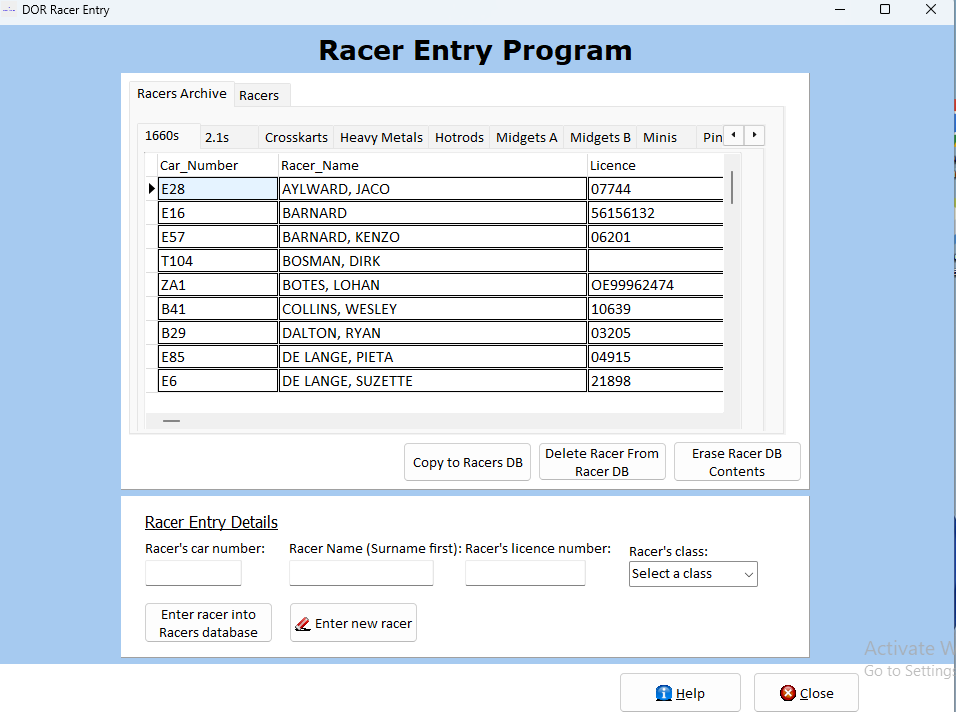 DOR Racer Entry
Racer Entry Program
Racers Archive Racers
1660s 2.1s Crosskarts Heavy Metals Hotrods Midgets A Midgets B Minis Pin
Car_Number Racer_Name Licence
E28 AYLWARD, JACO 07744
E16 BARNARD 56156132
E57 BARNARD, KENZO 06201
T104 BOSMAN, DIRK
ZA1 BOTES, LOHAN OE99962474
B41 COLLINS, WESLEY 10639
B29 DALTON, RYAN 03205
E85 DE LANGE, PIETA 04915
E6 DE LANGE, SUZETTE 21898
Copy to Racers DB
Delete Racer From
Racer DB
Erase Racer DB
Contents
Racer Entry Details
Racer's car number: Racer Name (Surname first): Racer's licence number: Racer's class:
Select a class
Enter racer into
Racers database
Enter new racer
Activate W
Go to Settings
Help Close